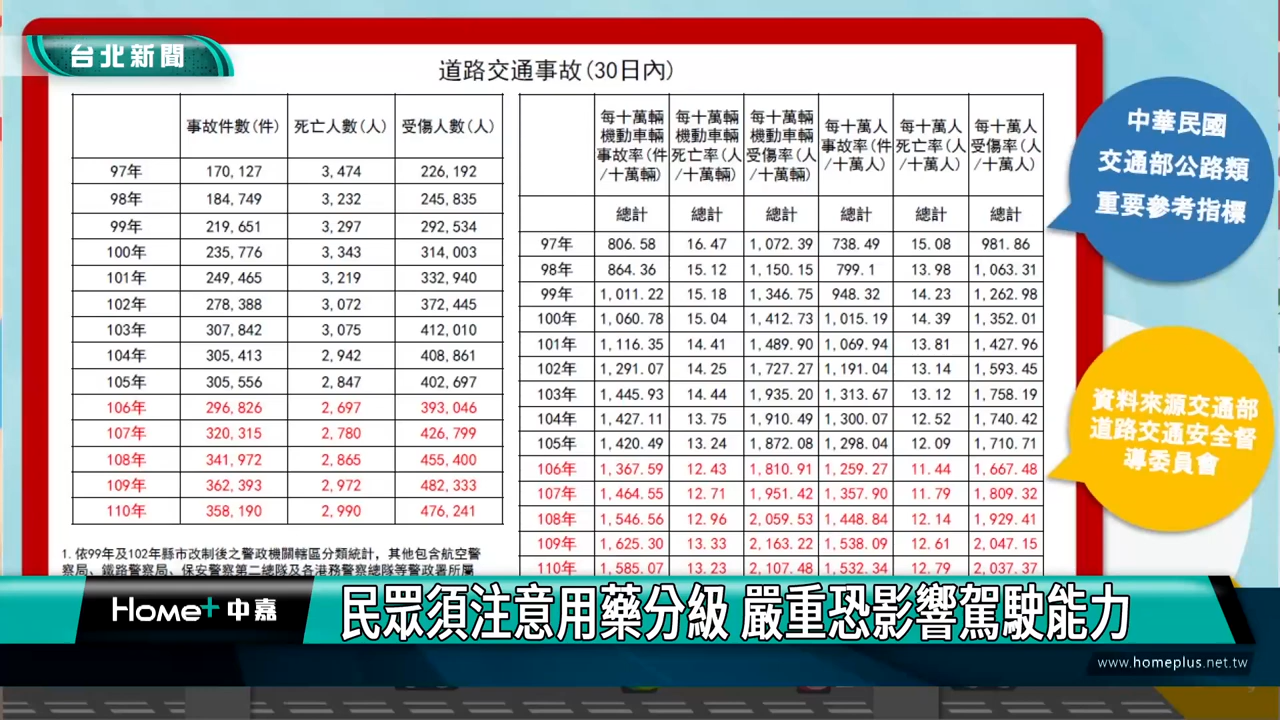 台北新聞
道路交通事故(30日內)
事故件數(件) 死亡人數(人) 受傷人數(人)
97年 170,127 3,474 226,192
98年 184,749 3,232 245,835
99年 219,651 3,297 292,534
100年 235,776 3,343 314,003
101年 249,465 3,219 332,940
102年 278,388 3,072 372,445
103年 307,842 3,075 412,010
104年 305,413 2,942 408,861
105年 305,556 2,847 402,697
106年 296,826 2,697 393,046
107年 320,315 2,780 426,799
108年 341,972 2,865 455,400
109年 362,393 2,972 482,333
110年 358,190 2,990 476,241
1. 依99年及102年縣市改制後之警政機關轄區分類統計，其他包含航空警
察局、鐵路警察局、保安警察第二總隊及各港務警察總隊等警政署所屬
每十萬輛 每十萬輛 每十萬輛
機動車輛 機動車輛 機動車輛 每十萬人 每十萬人 每十萬人
事故率(件 死亡率(人 受傷率(人 事故率(件 死亡率(人 受傷率(人
/十萬輛) /十萬輛) /十萬輛) /十萬人) /十萬人) /十萬人)
總計 總計 總計 總計 總計 總計
97年 806.58 16.47 1,072.39 738.49 15.08 981.86
98年 864.36 15.12 1,150.15 799.1 13.98 1,063.31
99年 1,011.22 15.18 1,346.75 948.32 14.23 1,262.98
100年 1,060.78 15.04 1,412.73 1,015.19 14.39 1,352.01
101年 1,116.35 14.41 1,489.90 1,069.94 13.81 1,427.96
102年 1,291.07 14.25 1,727.27 1,191.04 13.14 1,593.45
103年 1,445.93 14.44 1,935.20 1,313.67 13.12 1,758.19
104年 1,427.11 13.75 1,910.49 1,300.07 12.52 1,740.42
105年 1,420.49 13.24 1,872.08 1,298.04 12.09 1,710.71
106年 1,367.59 12.43 1,810.91 1,259.27 11.44 1,667.48
107年 1,464.55 12.71 1,951.42 1,357.90 11.79 1,809.32
108年 1,546.56 12.96 2,059.53 1,448.84 12.14 1,929.41
109年 1,625.30 13.33 2,163.22 1,538.09 12.61 2,047.15
110年 1,585.07 13.23 2,107.48 1,532.34 12.79 2,037.37
中華民國
交通部公路類
重要參考指標
資料來源交通部
道路交通安全督
導委員會
Home+中嘉
民眾須注意用藥分級 嚴重恐影響駕駛能力
www.homeplus.net.tw